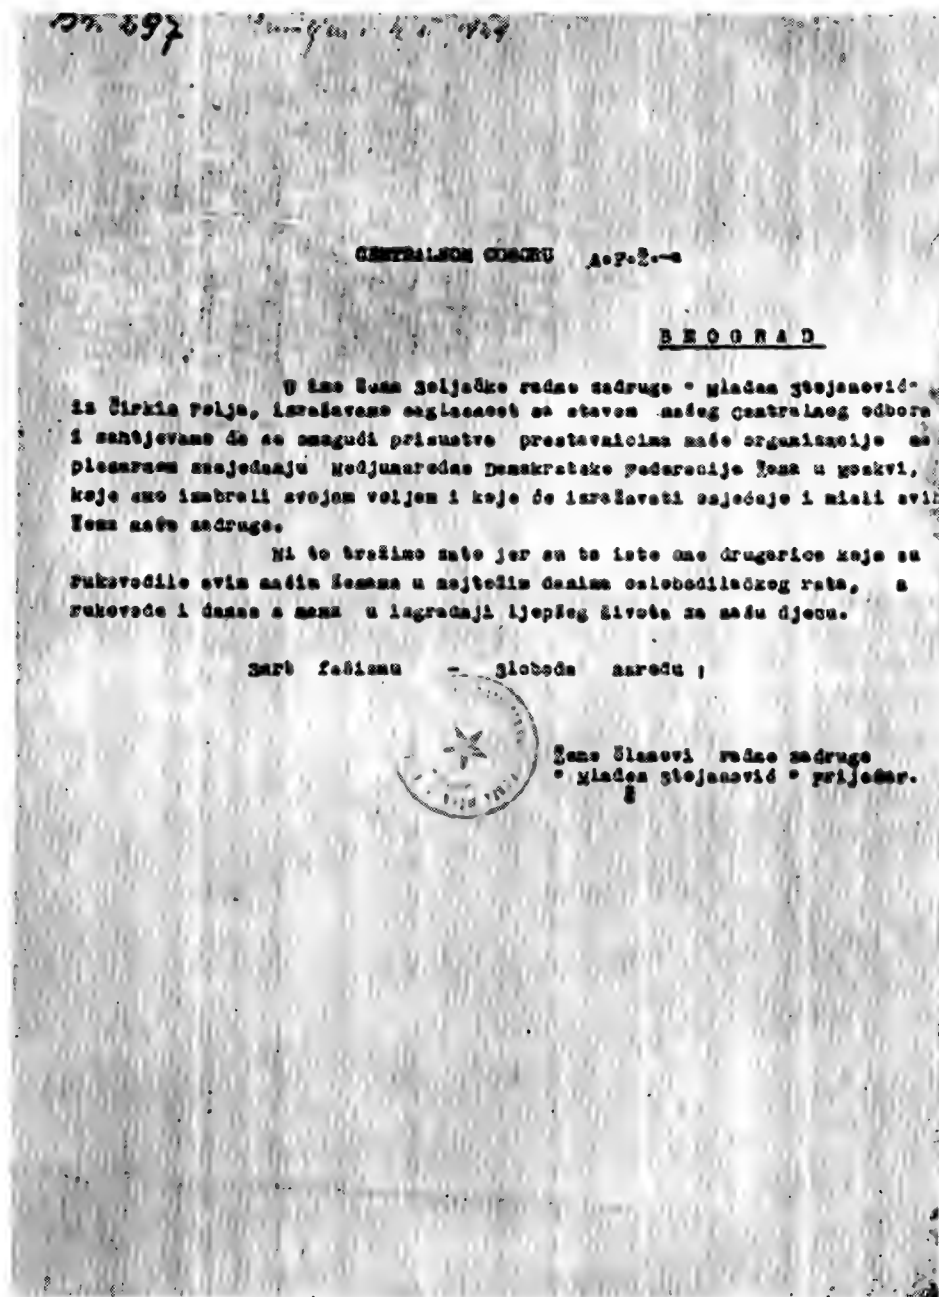 297
CENTRALNOM ODBORU A.F.Ž.-a
BEOGRAD
U ime žena Seljačke radne zadruge " Mladen Stojanović"
iz Čirkin Polja, izražavamo saglasnost sa stavom našeg Centralnog odbora
i zahtjevamo da se omogući prisustvo prestavnicima naše organizacije na
plenarnom zasjedanju Medjunarodne Demokratske Federacije Žena u Moskvi,
koje smo izabrali svojom voljom i koje će izražavati osjećaje i misli svih
Žena naše zadruge.
Mi to tražimo zato jer su to iste one drugarice koje su
rukovodile svim našim ženama u najtežim danima oslobodilačkog rata, a
rukovode i danas s nama u izgradnji ljepšeg života za našu djecu.
Smrt fašizmu - Sloboda narodu !
Žene članovi radne zadruge
" Mladen Stojanović " Prijedor.